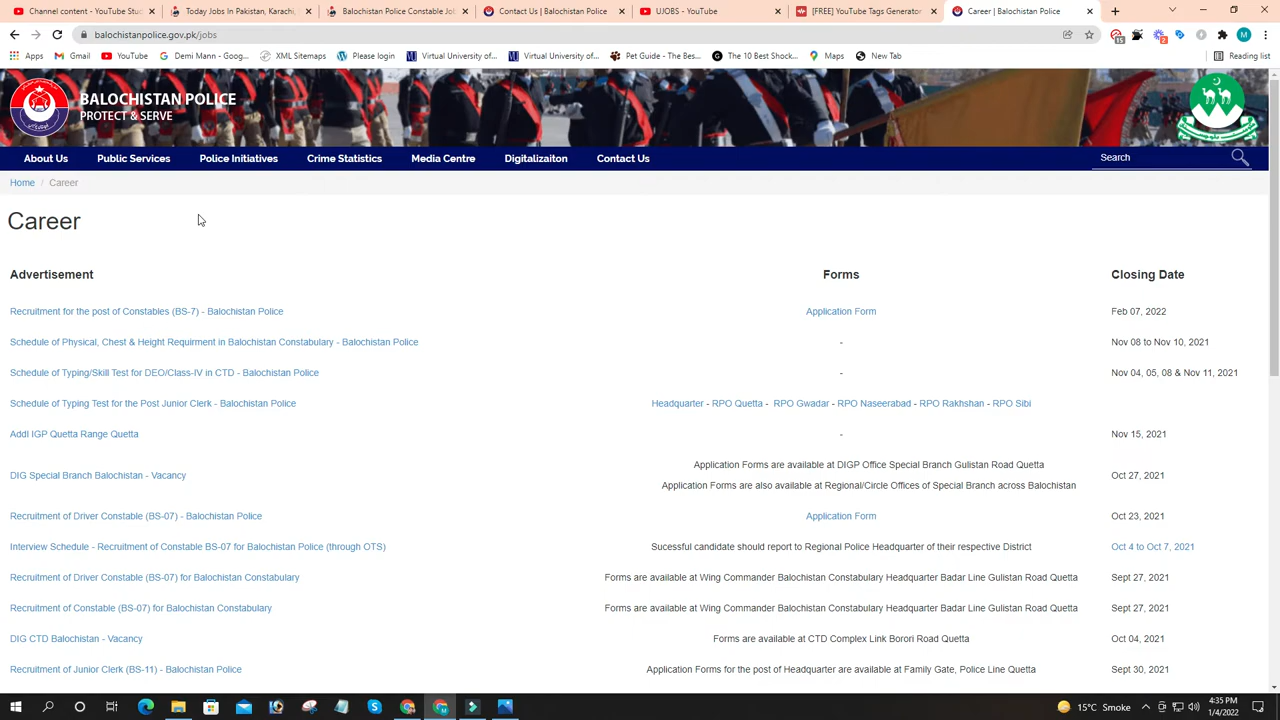 YouTube Stud
Today Jobs In Pakistan, Karachi,
Balochistan Police Constable Job
Contact Us | Balochistan Police
UJOBS - YouTube
[FREE] YouTube Tags Generator
Career | Balochistan Police
balochistanpolice.gov.pk/jobs
15
2
M
Apps
Gmail
YouTube
Demi Mann - Goog...
XML Sitemaps
Please login
Virtual University of...
Virtual University of...
Pet Guide - The Bes...
The 10 Best Shock...
Maps
New Tab
Reading list
BALOCHISTAN POLICE
PROTECT & SERVE
About Us Public Services Police Initiatives Crime Statistics Media Centre Digitalizaiton Contact Us Search
Home / Career
Career
Advertisement Forms Closing Date
Recruitment for the post of Constables (BS-7) - Balochistan Police Application Form Feb 07, 2022
Schedule of Physical, Chest & Height Requirment in Balochistan Constabulary - Balochistan Police - Nov 08 to Nov 10, 2021
Schedule of Typing/Skill Test for DEO/Class-IV in CTD - Balochistan Police - Nov 04, 05, 08 & Nov 11, 2021
Schedule of Typing Test for the Post Junior Clerk - Balochistan Police Headquarter - RPO Quetta - RPO Gwadar - RPO Naseerabad - RPO Rakhshan - RPO Sibi
Addl IGP Quetta Range Quetta - Nov 15, 2021
Application Forms are available at DIGP Office Special Branch Gulistan Road Quetta
DIG Special Branch Balochistan - Vacancy Oct 27, 2021
Application Forms are also available at Regional/Circle Offices of Special Branch across Balochistan
Recruitment of Driver Constable (BS-07) - Balochistan Police Application Form Oct 23, 2021
Interview Schedule - Recruitment of Constable BS-07 for Balochistan Police (through OTS) Sucessful candidate should report to Regional Police Headquarter of their respective District Oct 4 to Oct 7, 2021
Recruitment of Driver Constable (BS-07) for Balochistan Constabulary Forms are available at Wing Commander Balochistan Constabulary Headquarter Badar Line Gulistan Road Quetta Sept 27, 2021
Recruitment of Constable (BS-07) for Balochistan Constabulary Forms are available at Wing Commander Balochistan Constabulary Headquarter Badar Line Gulistan Road Quetta Sept 27, 2021
DIG CTD Balochistan - Vacancy Forms are available at CTD Complex Link Borori Road Quetta Oct 04, 2021
Recruitment of Junior Clerk (BS-11) - Balochistan Police Application Forms for the post of Headquarter are available at Family Gate, Police Line Quetta Sept 30, 2021
15°C Smoke
4:35 PM
1/4/2022